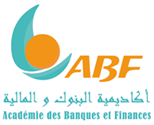 ABF
أكاديمية البنوك و المالية
Académie des Banques et Finances